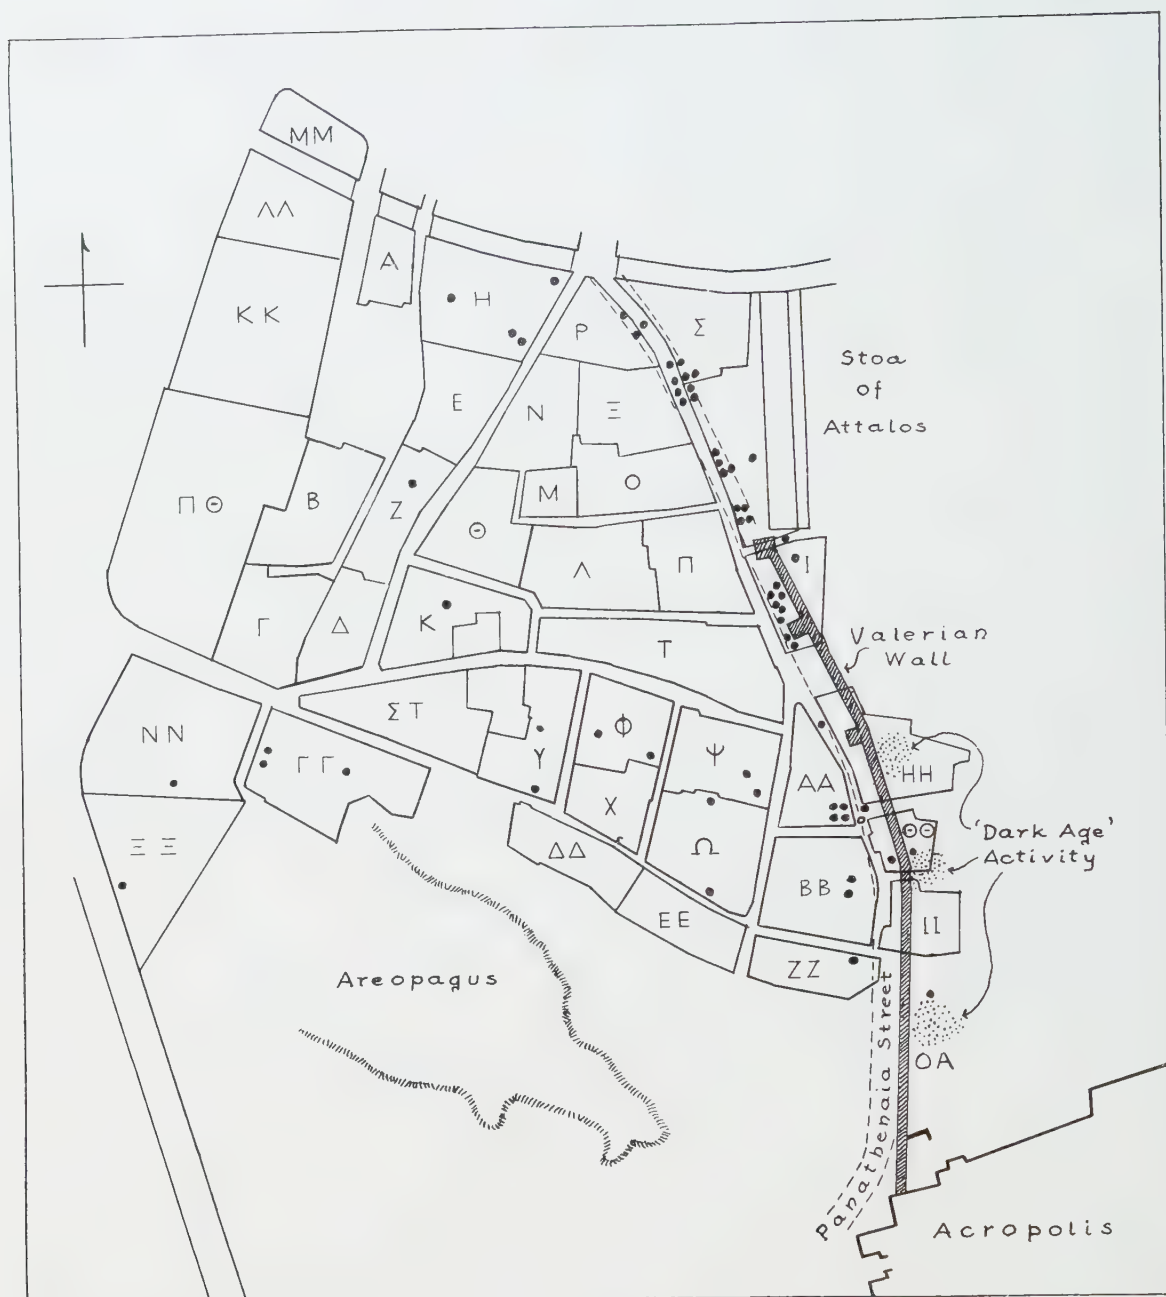 ΜΜ
ΛΛ
Α
ΚΚ
Η
Ρ
Σ
Stoa
of
Attalos
Ε
Ν
Ξ
ΠΘ
Β
Ζ
Μ
Ο
Θ
Λ
Π
Ι
Γ
Δ
Κ
Τ
Valerian
Wall
ΝΝ
ΣΤ
Υ
Φ
Ψ
ΓΓ
Χ
ΑΑ
ΗΗ
ΞΞ
ΔΔ
Ω
ΘΘ
'Dark Age'
Activity
ΒΒ
ΕΕ
ΙΙ
ΖΖ
Areopagus
ΟΑ
Panathenaia Street
Acropolis